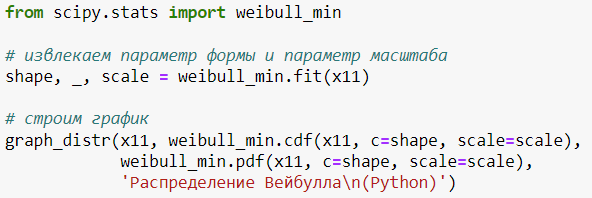 from scipy.stats import weibull_min
# извлекаем параметр формы и параметр масштаба
shape, _, scale = weibull_min.fit(x11)
# строим график
graph_distr(x11, weibull_min.cdf(x11, c=shape, scale=scale),
weibull_min.pdf(x11, c=shape, scale=scale),
'Распределение Вейбулла\n(Python)')